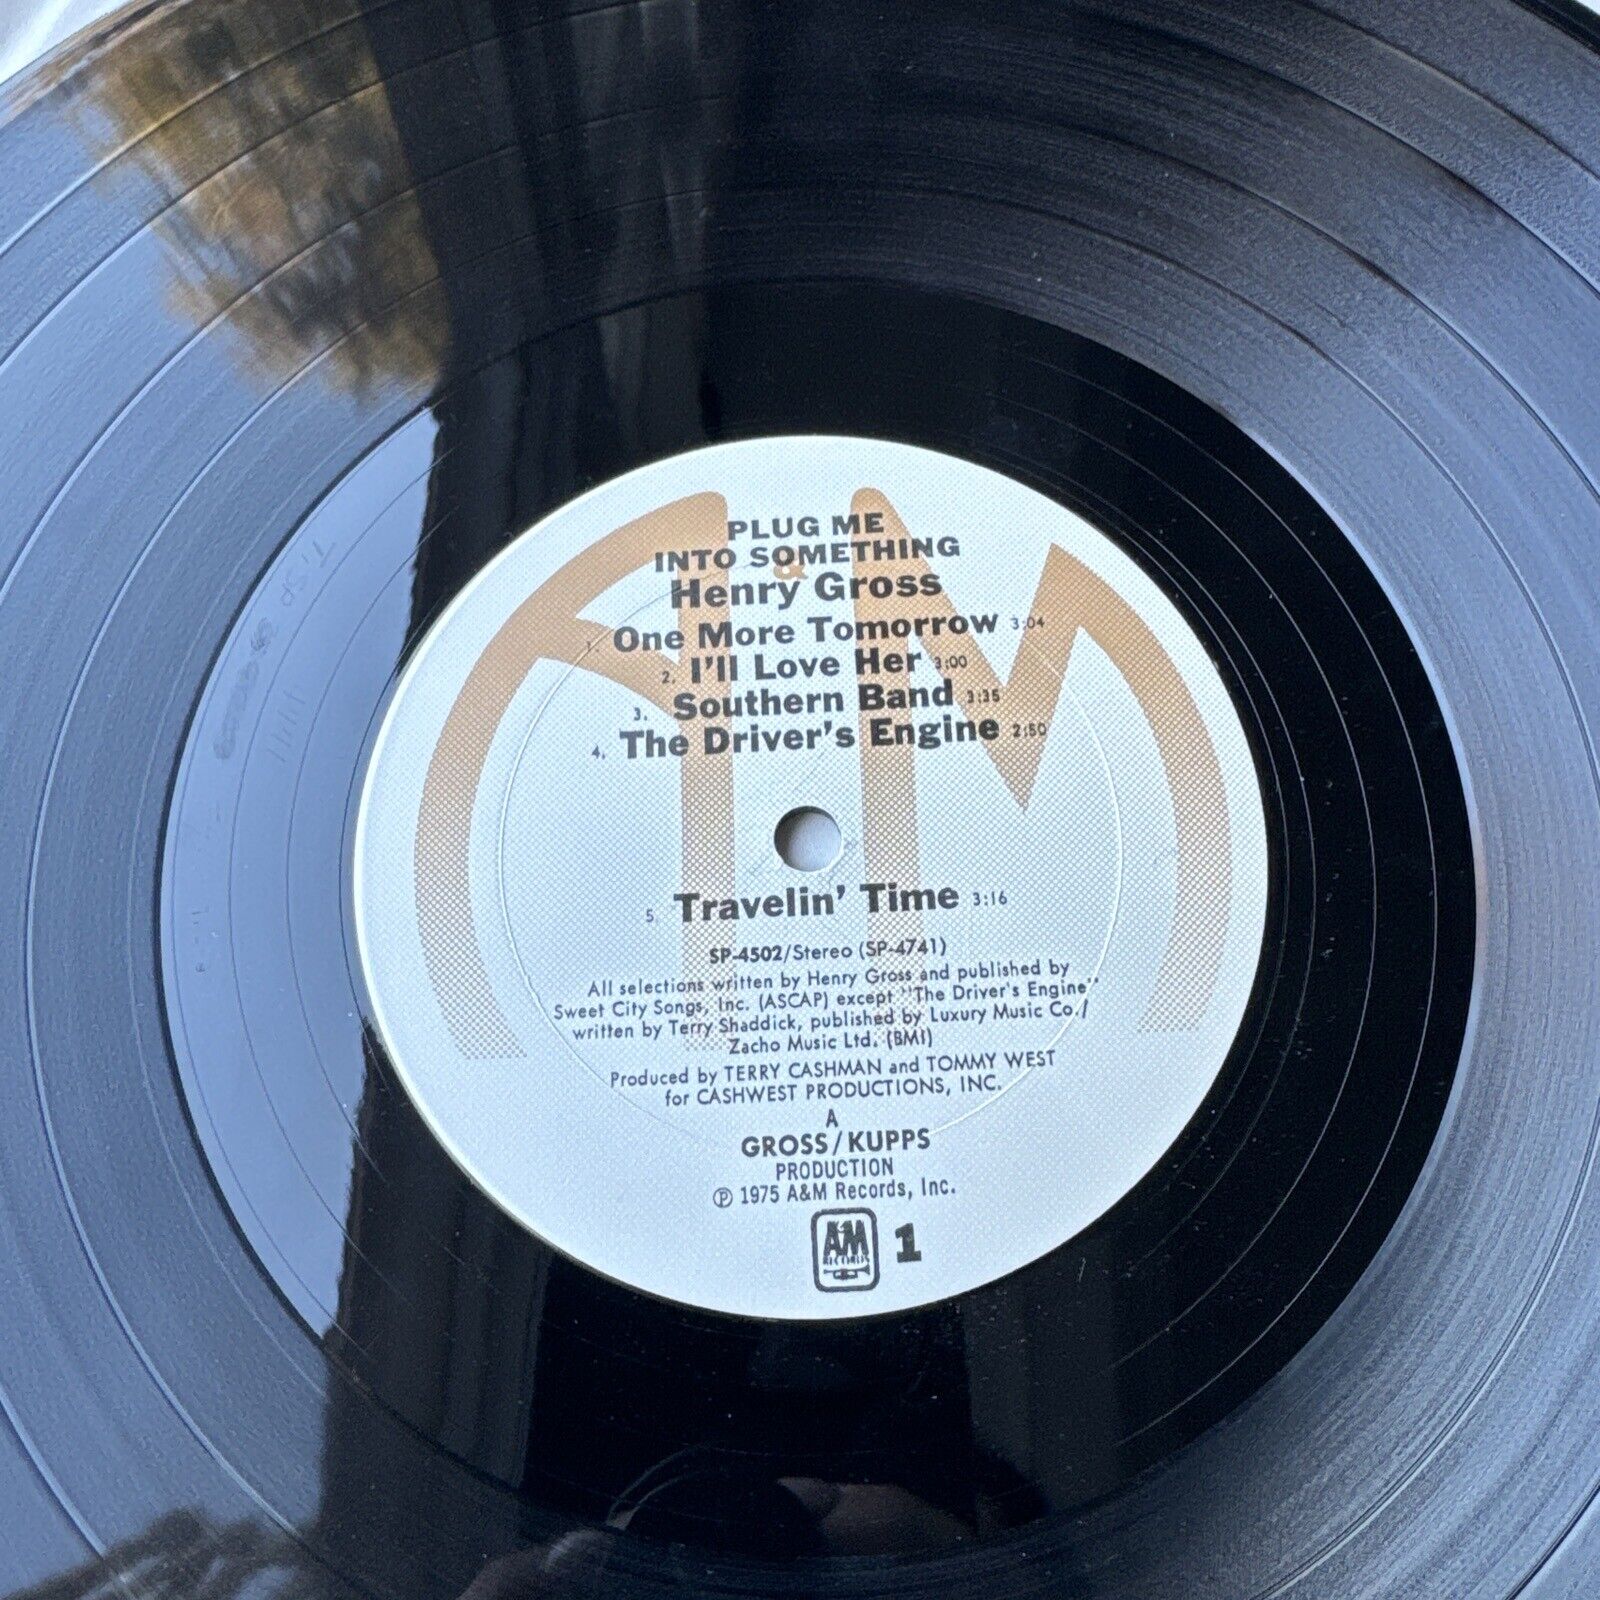 PLUG ME
INTO SOMETHING
&
Henry Gross
1. One More Tomorrow 3:04
2. I'll Love Her 3:00
3. Southern Band 3:35
4. The Driver's Engine 2:50
5. Travelin' Time 3:16
SP-4502/Stereo (SP-4741)
All selections written by Henry Gross and published by
Sweet City Songs, Inc. (ASCAP) except "The Driver's Engine"
written by Terry Shaddick, published by Luxury Music Co./
Zacho Music Ltd. (BMI)
Produced by TERRY CASHMAN and TOMMY WEST
for CASHWEST PRODUCTIONS, INC.
A
GROSS/KUPPS
PRODUCTION
℗ 1975 A&M Records, Inc.
A&M
RECORDS
1